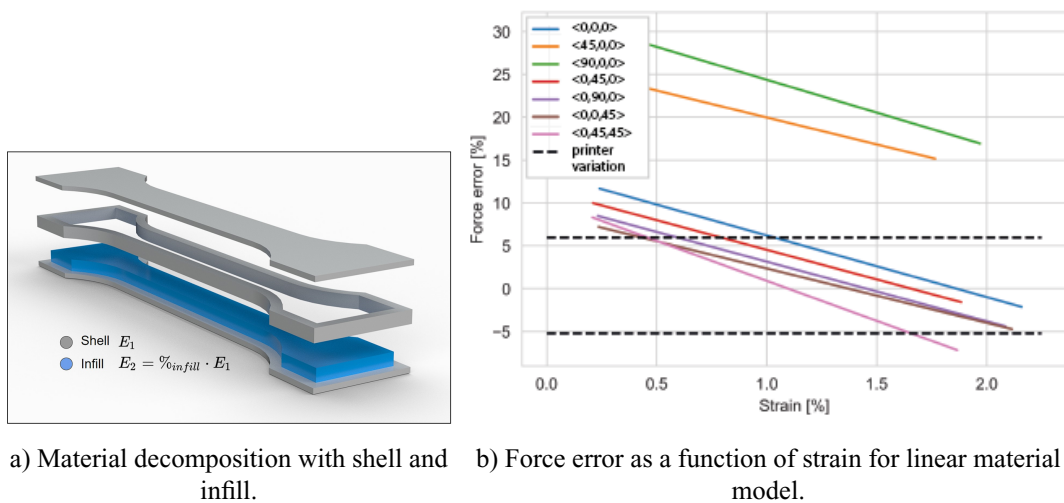 Shell E₁
Infill E₂ = %infill · E₁
a) Material decomposition with shell and
infill.
<0,0,0>
<45,0,0>
<90,0,0>
<0,45,0>
<0,90,0>
<0,0,45>
<0,45,45>
printer
variation
Force error [%]
30
25
20
15
10
5
0
−5
0.0 0.5 1.0 1.5 2.0
Strain [%]
b) Force error as a function of strain for linear material
model.